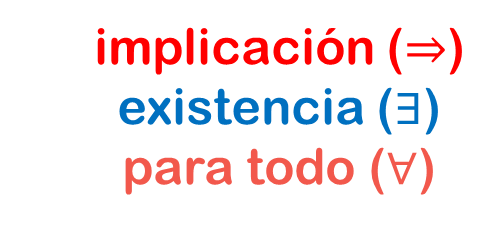 implicación (⇒)
existencia (∃)
para todo (∀)